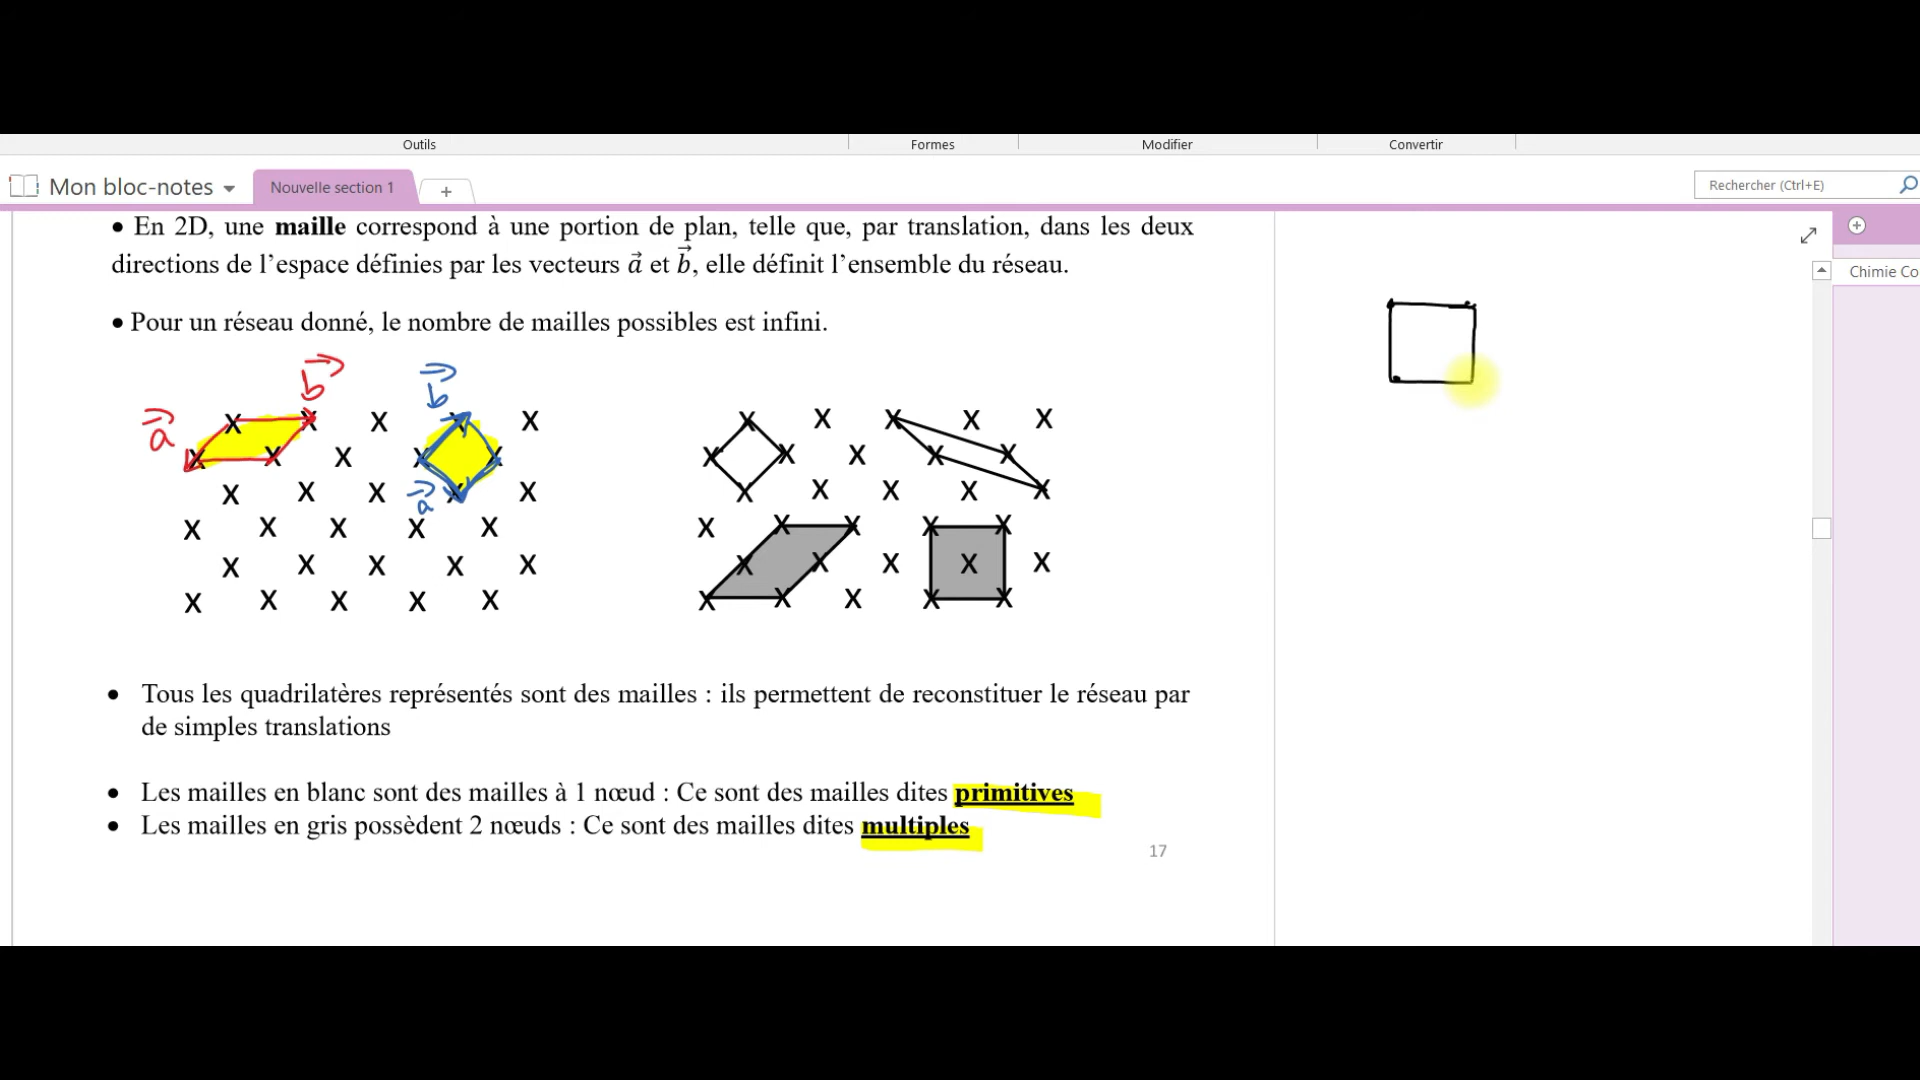 Outils Formes Modifier Convertir
Mon bloc-notes Nouvelle section 1 + Rechercher (Ctrl+E)
• En 2D, une maille correspond à une portion de plan, telle que, par translation, dans les deux
directions de l’espace définies par les vecteurs a⃗ et b⃗, elle définit l’ensemble du réseau.
Chimie Co
• Pour un réseau donné, le nombre de mailles possibles est infini.
b⃗ b⃗
a⃗
X X X X X X X X X X
X X X X X X X X X X
a⃗
X X X X X X X X X X
X X X X X X X X X X
X X X X X X X X X X
X X X X X X X X X X
• Tous les quadrilatères représentés sont des mailles : ils permettent de reconstituer le réseau par
de simples translations
• Les mailles en blanc sont des mailles à 1 nœud : Ce sont des mailles dites primitives
• Les mailles en gris possèdent 2 nœuds : Ce sont des mailles dites multiples
17